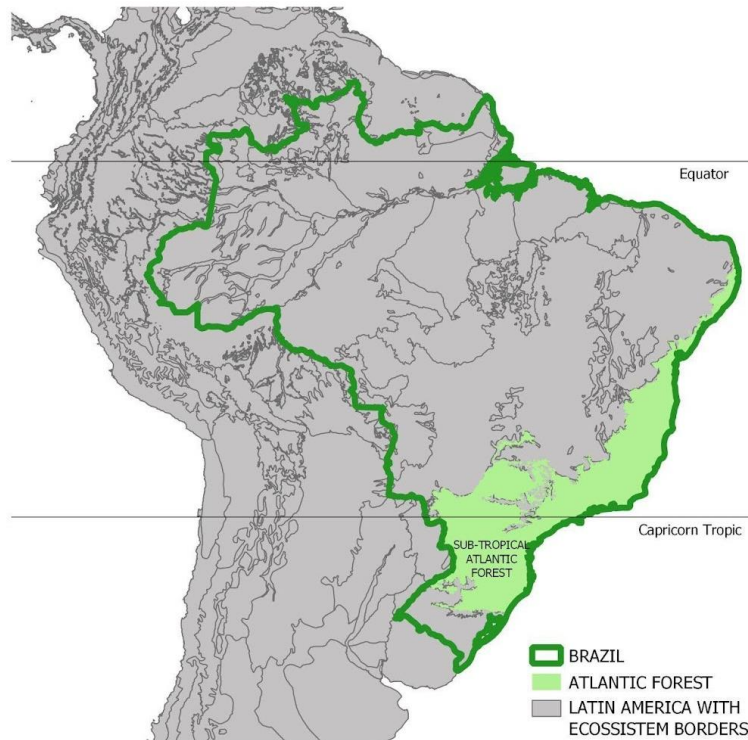 Equator
Capricorn Tropic
SUB-TROPICAL
ATLANTIC
FOREST
BRAZIL
ATLANTIC FOREST
LATIN AMERICA WITH
ECOSSISTEM BORDERS